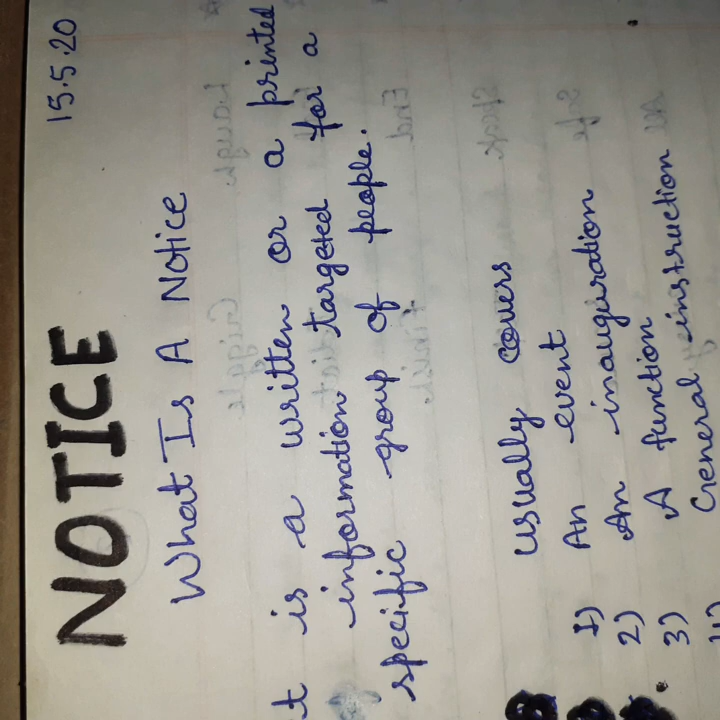 15.5.20
NOTICE
What Is A Notice
t is a written or a printed
information targeted for a
specific group of people.
usually covers
1) An event
2) An inauguration
3) A function
4) General instruction